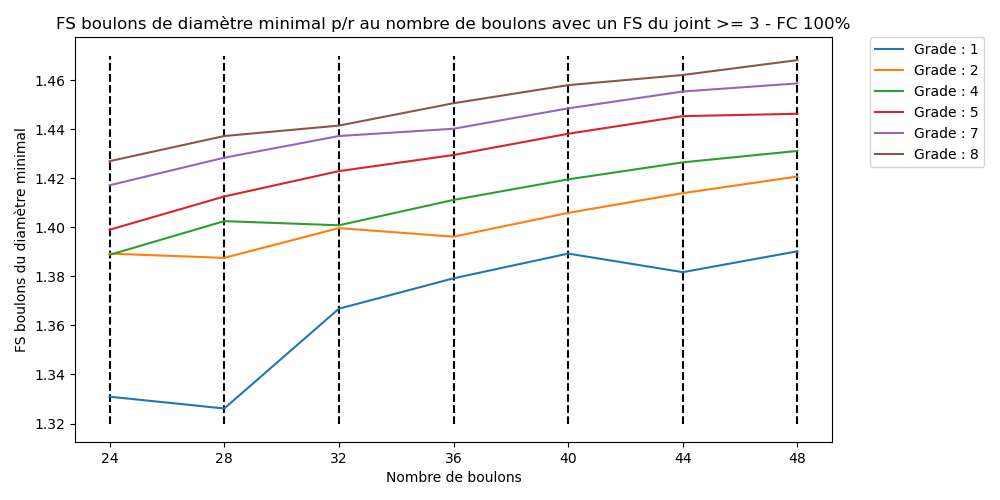 FS boulons de diamètre minimal p/r au nombre de boulons avec un FS du joint >= 3 - FC 100%
Grade : 1
Grade : 2
Grade : 4
Grade : 5
Grade : 7
Grade : 8
FS boulons du diamètre minimal
1.46
1.44
1.42
1.40
1.38
1.36
1.34
1.32
24 28 32 36 40 44 48
Nombre de boulons